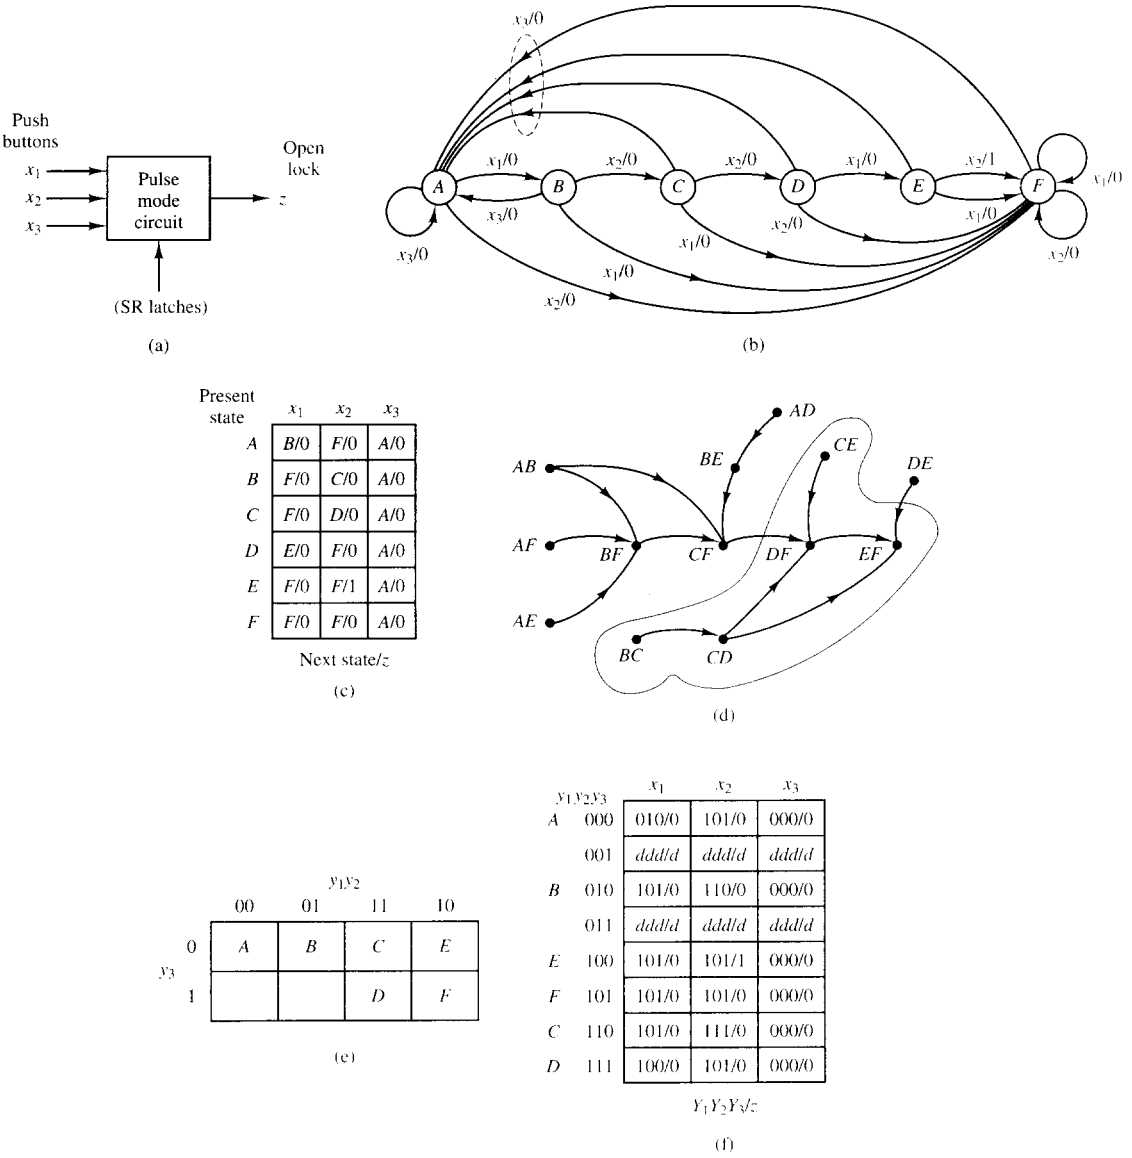 Push
buttons
x1
x2
x3
Pulse
mode
circuit
Open
lock
z
(SR latches)
(a)
x3/0
A
B
C
D
E
F
x1/0
x2/0
x2/0
x1/0
x2/1
x1/0
x3/0
x1/0
x2/0
x1/0
x2/0
x3/0
x1/0
x2/0
(b)
Present
state
x1 x2 x3
A B/0 F/0 A/0
B F/0 C/0 A/0
C F/0 D/0 A/0
D E/0 F/0 A/0
E F/0 F/1 A/0
F F/0 F/0 A/0
Next state/z
(c)
AD
AB
BE
CE
DE
AF
BF
CF
DF
EF
AE
BC
CD
(d)
y1y2
00 01 11 10
0 A B C E
y3
1 D F
(e)
y1y2y3 x1 x2 x3
A 000 010/0 101/0 000/0
001 ddd/d ddd/d ddd/d
B 010 101/0 110/0 000/0
011 ddd/d ddd/d ddd/d
E 100 101/0 101/1 000/0
F 101 101/0 101/0 000/0
C 110 101/0 111/0 000/0
D 111 100/0 101/0 000/0
Y1Y2Y3/z
(f)